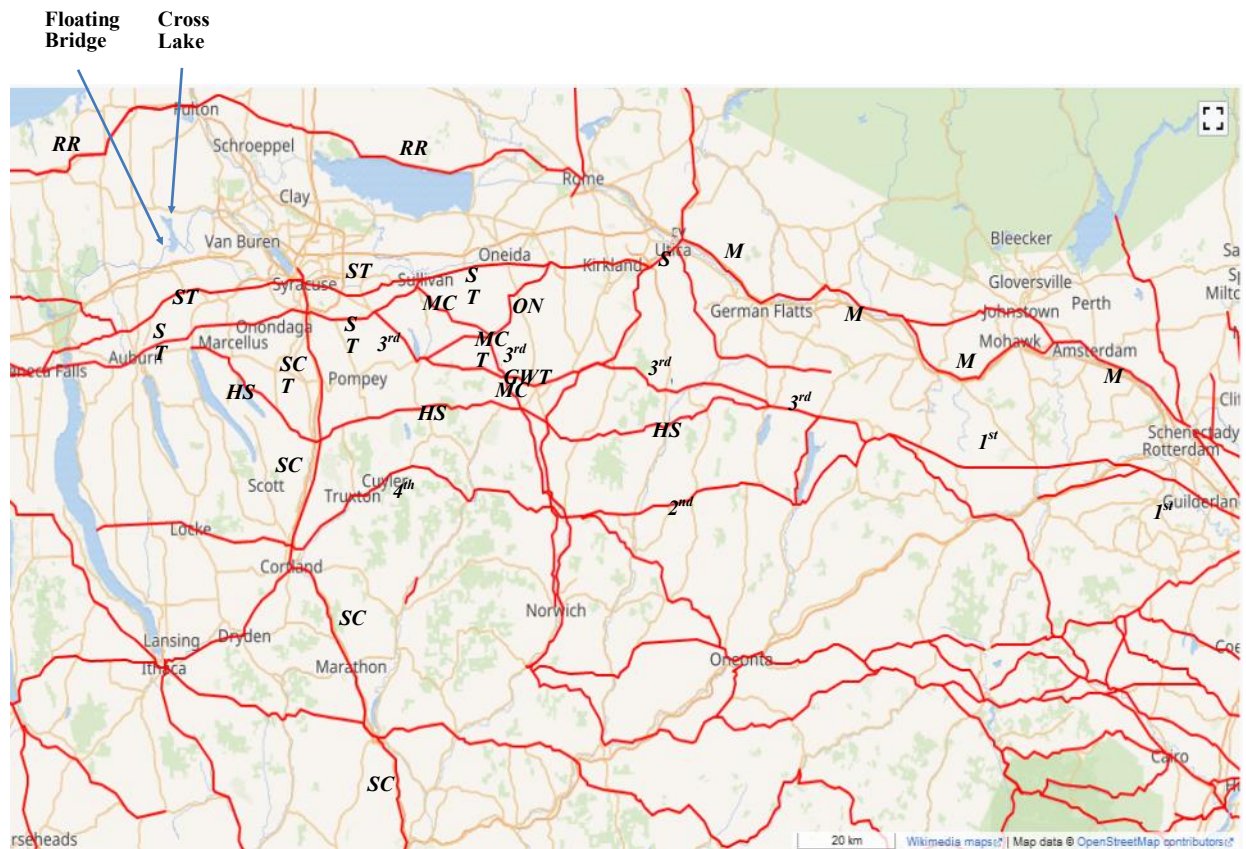 Floating
Bridge
Cross
Lake
Fulton
RR
RR
Schroeppel
Rome
Clay
Van Buren
Utica
M
Bleecker
Oneida
Kirkland
S
ST
S
T
Syracuse
Sullivan
Gloversville
Perth
ST
MC
ON
German Flatts
M
Johnstown
S
T
Onondaga
S
T
3rd
MC
T
3rd
Mohawk
Amsterdam
Auburn
Marcellus
M
M
neca Falls
SC
T
Pompey
GWT
3rd
HS
MC
3rd
HS
HS
1st
Schenectady
Rotterdam
SC
Scott
Cuyler
4th
Truxton
2nd
1st
Guilderland
Locke
Cortland
Norwich
SC
Lansing
Dryden
Ithaca
Marathon
Oneonta
Coe
Cairo
SC
rseheads
20 km
Wikimedia maps | Map data © OpenStreetMap contributors